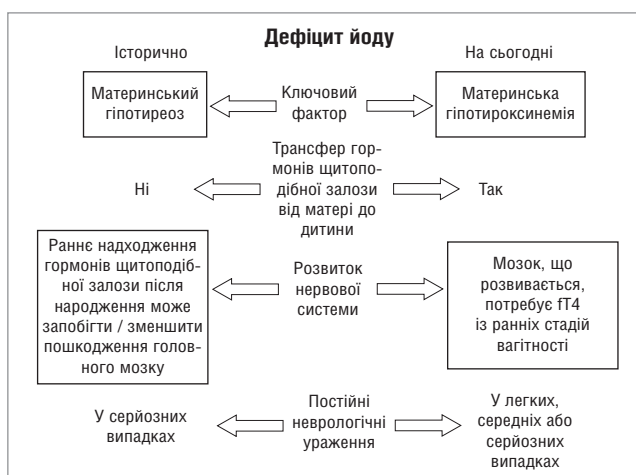 Дефіцит йоду
Історично
На сьогодні
Материнський
гіпотиреоз
Ключовий
фактор
Материнська
гіпотироксинемія
Ні
Трансфер гор-
монів щитопо-
дібної залози
від матері до
дитини
Так
Раннє надходження
гормонів щитоподіб-
ної залози після
народження може
запобігти / зменшити
пошкодження голов-
ного мозку
Розвиток
нервової
системи
Мозок, що
розвивається,
потребує fT4
із ранніх стадій
вагітності
У серйозних
випадках
Постійні
неврологічні
ураження
У легких,
середніх або
серйозних
випадках